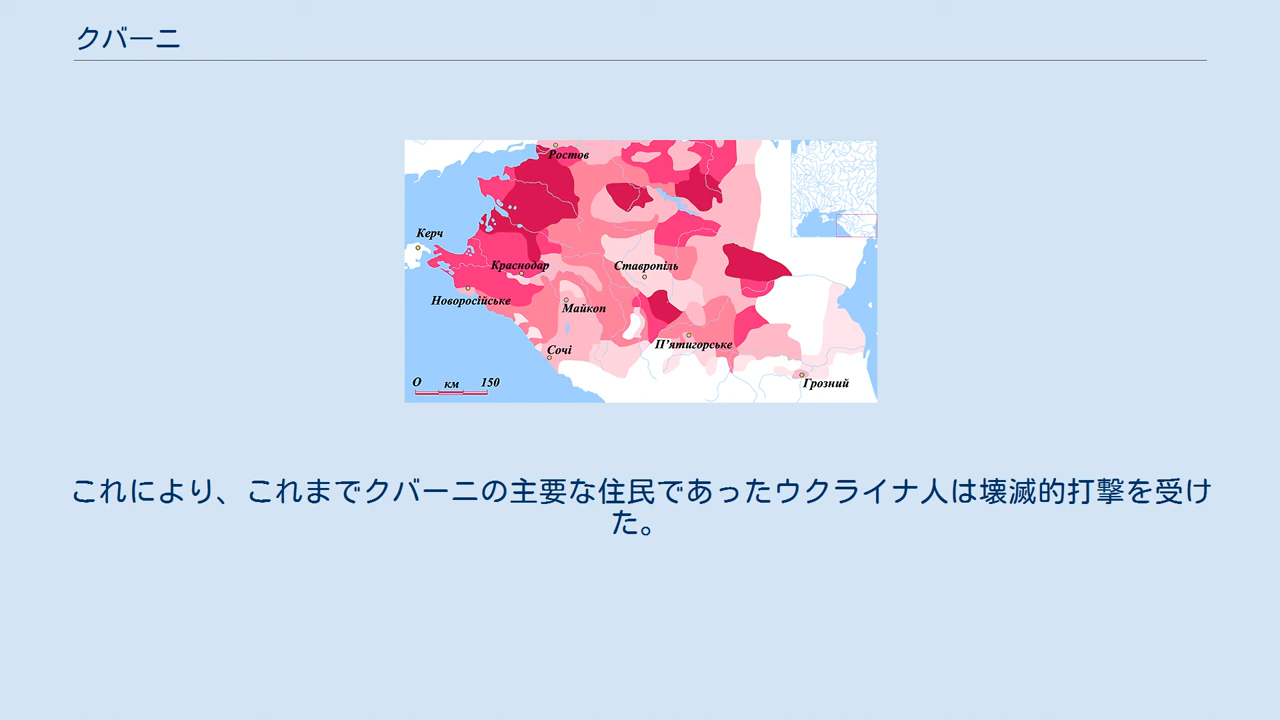 クバーニ
Ростов
Керч
Краснодар
Ставропіль
Новоросійське
Майкоп
П'ятигорське
Сочі
О км 150
Грозний
これにより、これまでクバーニの主要な住民であったウクライナ人は壊滅的打撃を受け
た。